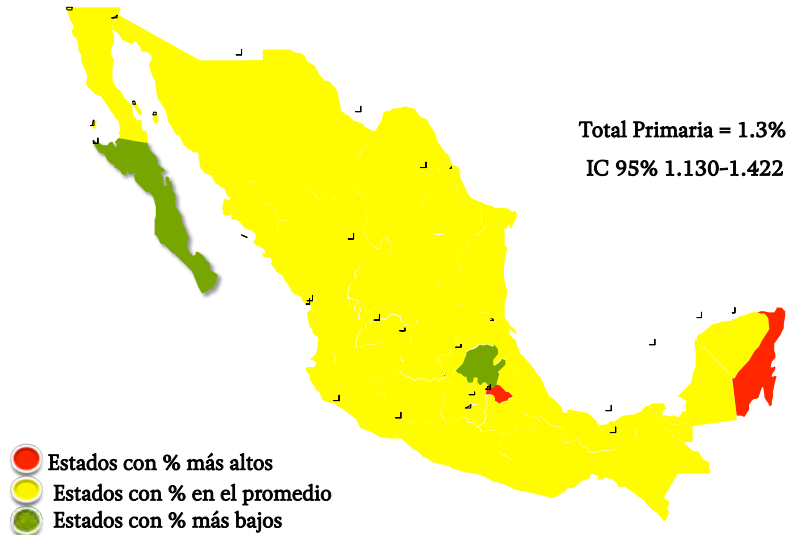 Total Primaria = 1.3%
IC 95% 1.130-1.422
Estados con % más altos
Estados con % en el promedio
Estados con % más bajos